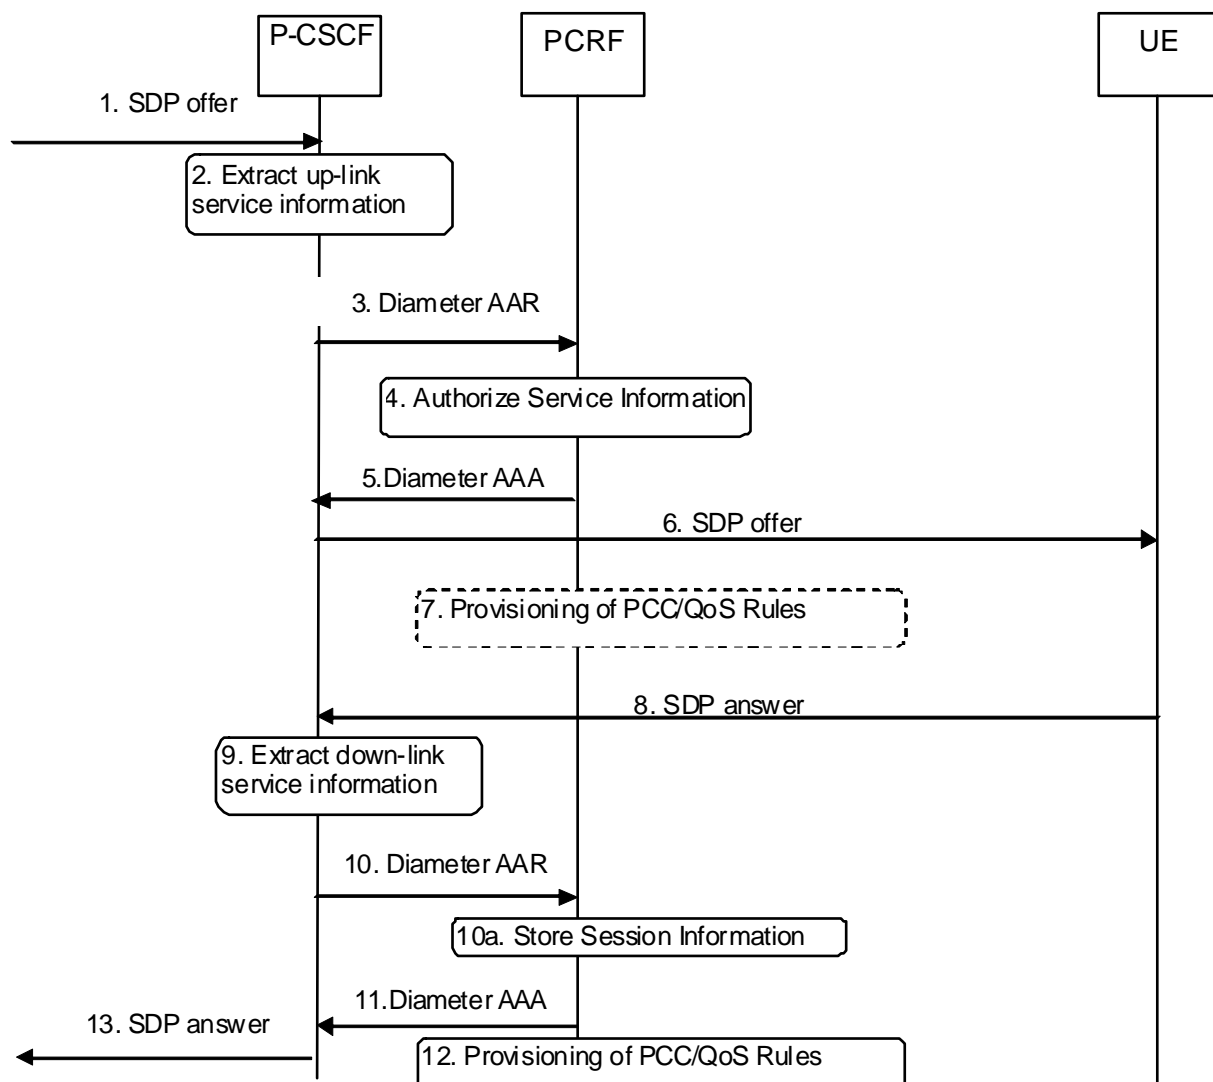 P-CSCF
PCRF
UE
1. SDP offer
2. Extract up-link
service information
3. Diameter AAR
4. Authorize Service Information
5.Diameter AAA
6. SDP offer
7. Provisioning of PCC/QoS Rules
8. SDP answer
9. Extract down-link
service information
10. Diameter AAR
10a. Store Session Information
11.Diameter AAA
13. SDP answer
12. Provisioning of PCC/QoS Rules